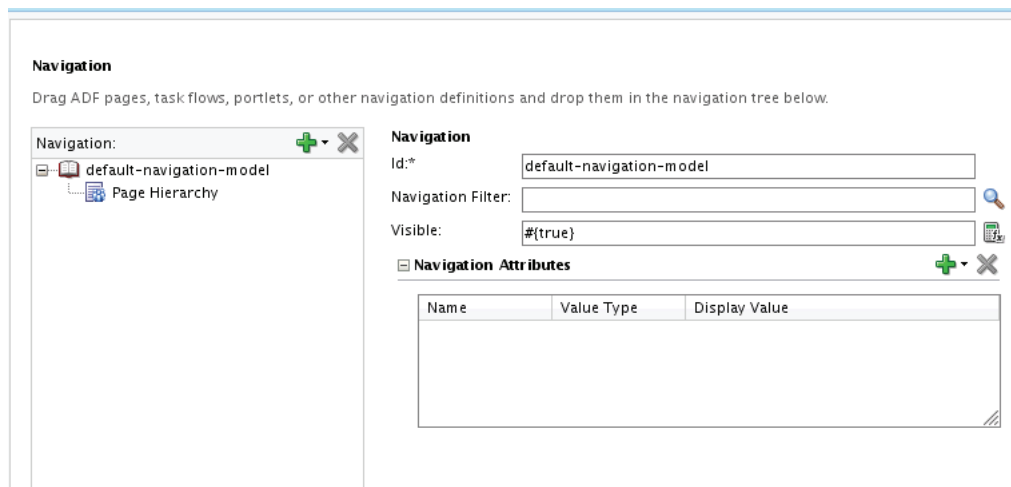 Navigation
Drag ADF pages, task flows, portlets, or other navigation definitions and drop them in the navigation tree below.
Navigation:
default-navigation-model
Page Hierarchy
Navigation
Id:* default-navigation-model
Navigation Filter:
Visible: #{true}
Navigation Attributes
Name Value Type Display Value